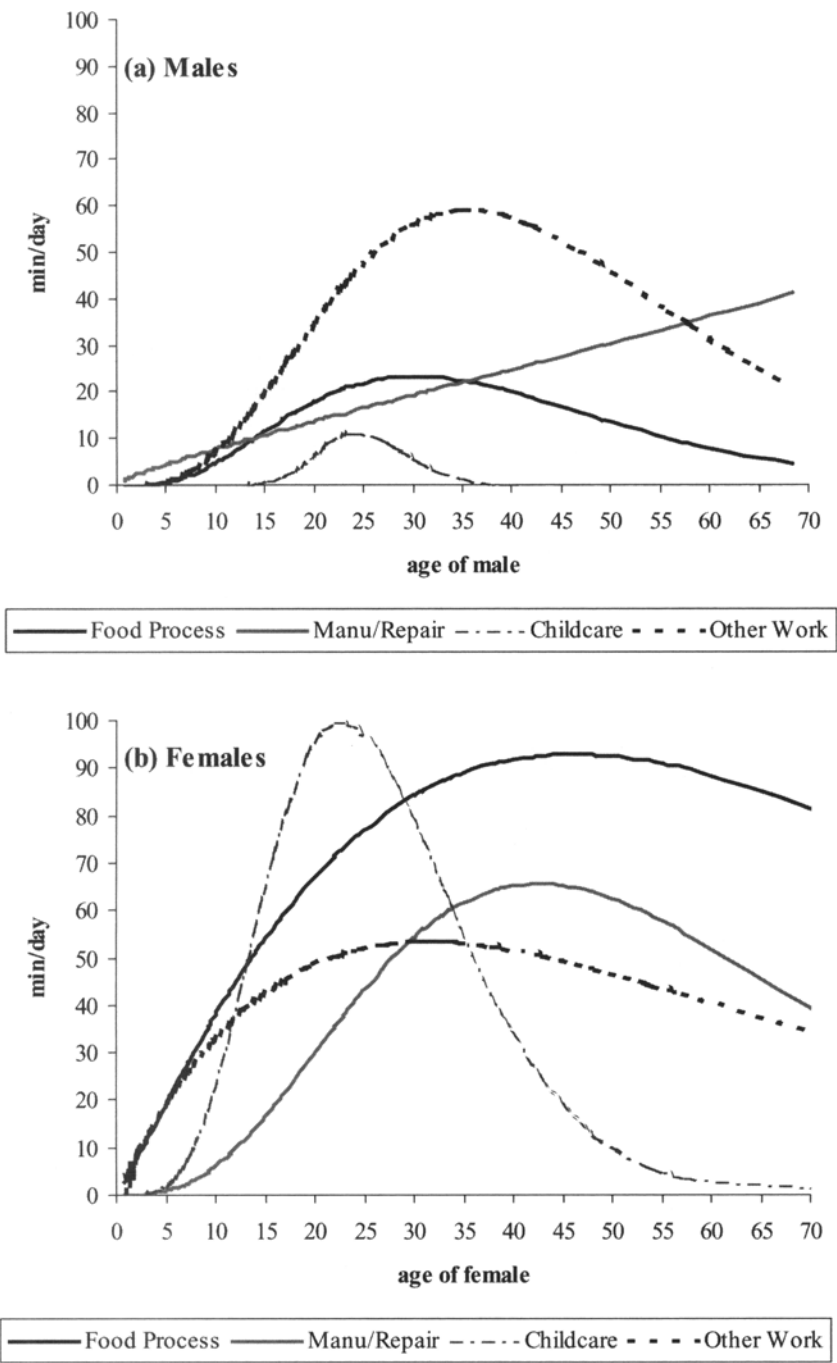 100
(a) Males
90
80
70
60
50
40
30
20
10
0
min/day
0 5 10 15 20 25 30 35 40 45 50 55 60 65 70
age of male
Food Process Manu/Repair Childcare Other Work
100
(b) Females
90
80
70
60
50
40
30
20
10
0
min/day
0 5 10 15 20 25 30 35 40 45 50 55 60 65 70
age of female
Food Process Manu/Repair Childcare Other Work